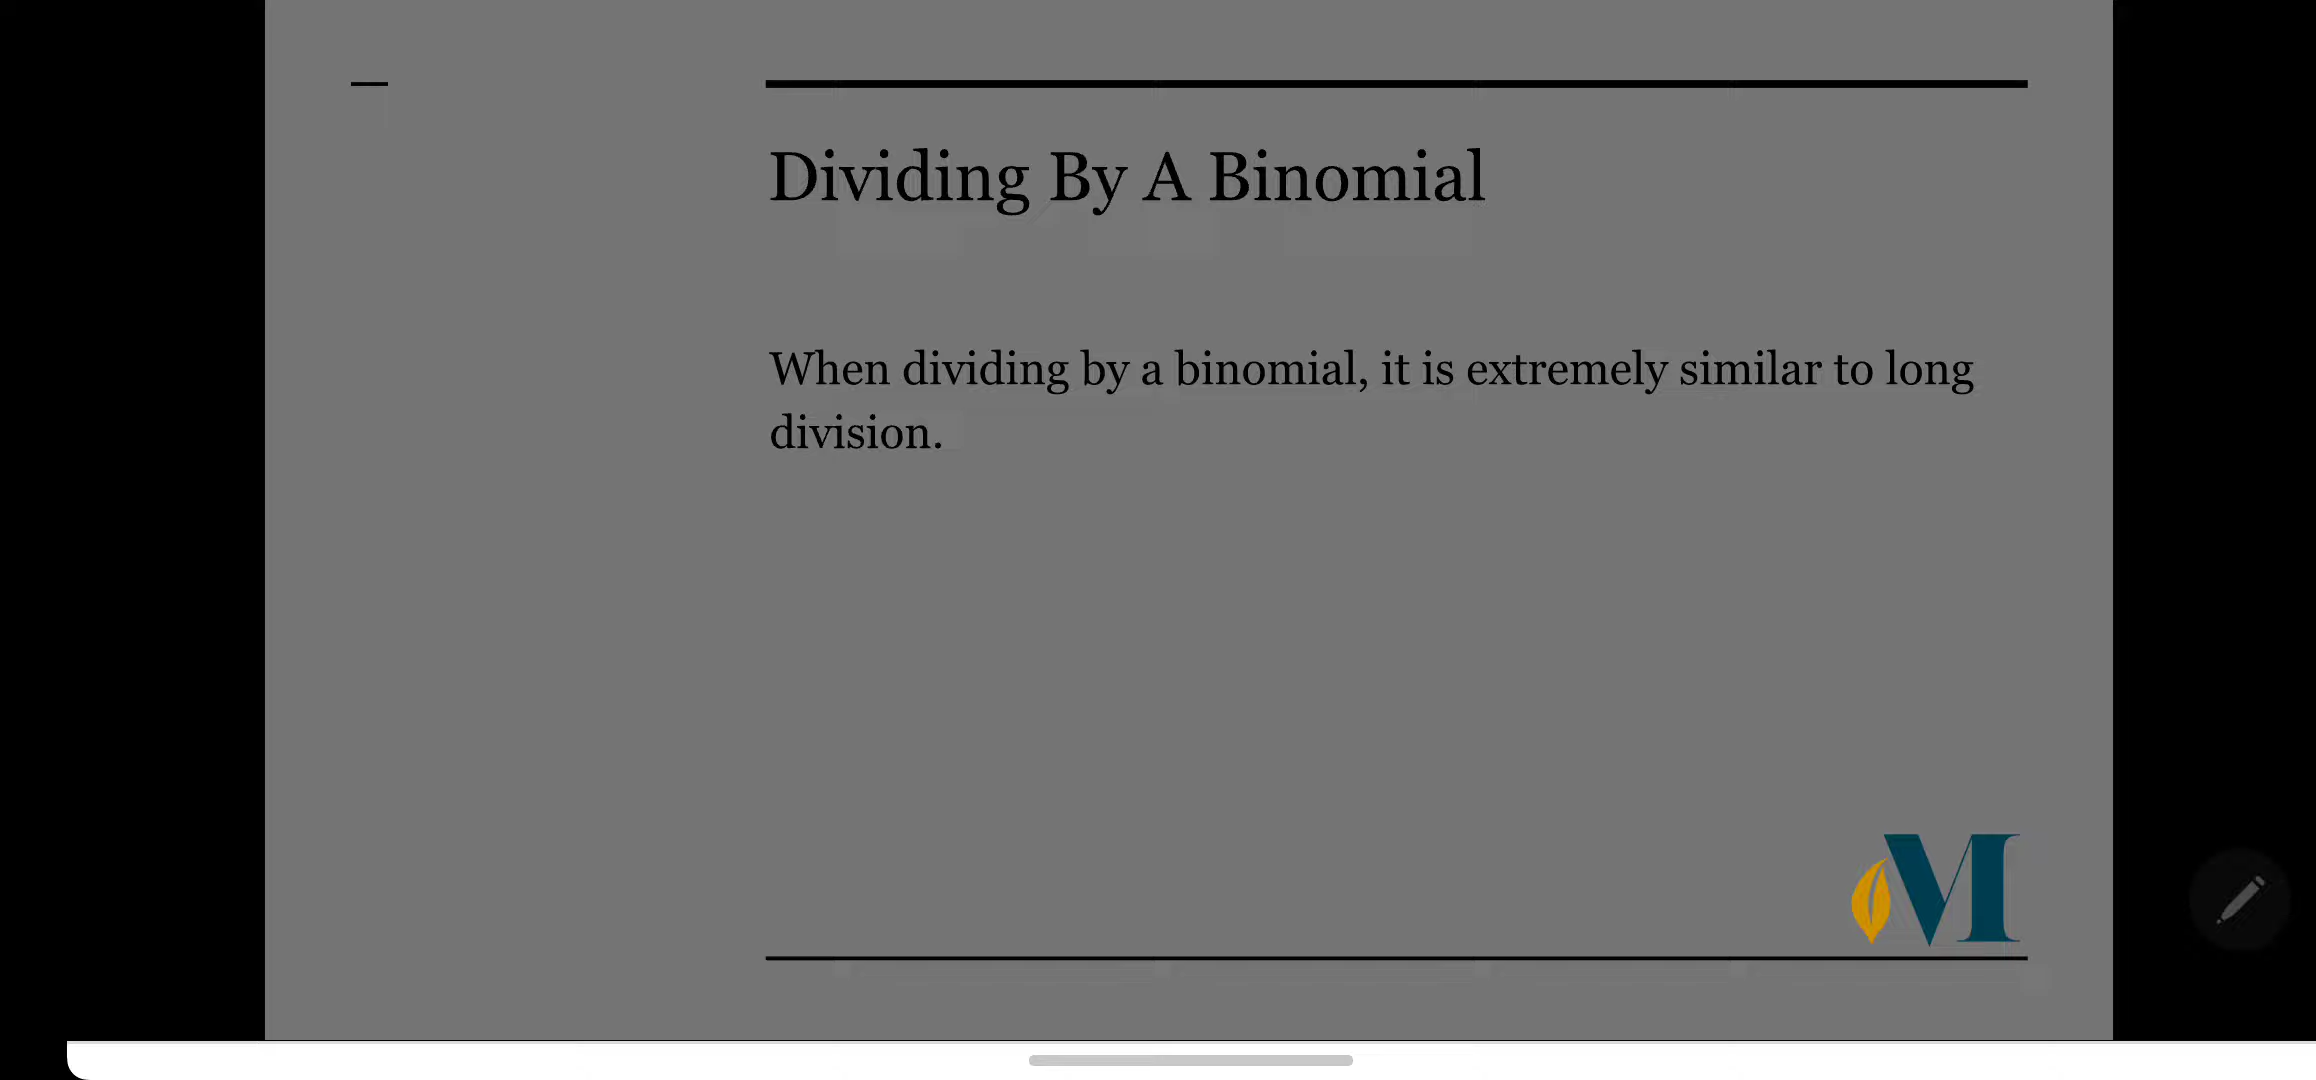 Dividing By A Binomial
When dividing by a binomial, it is extremely similar to long
division.
M